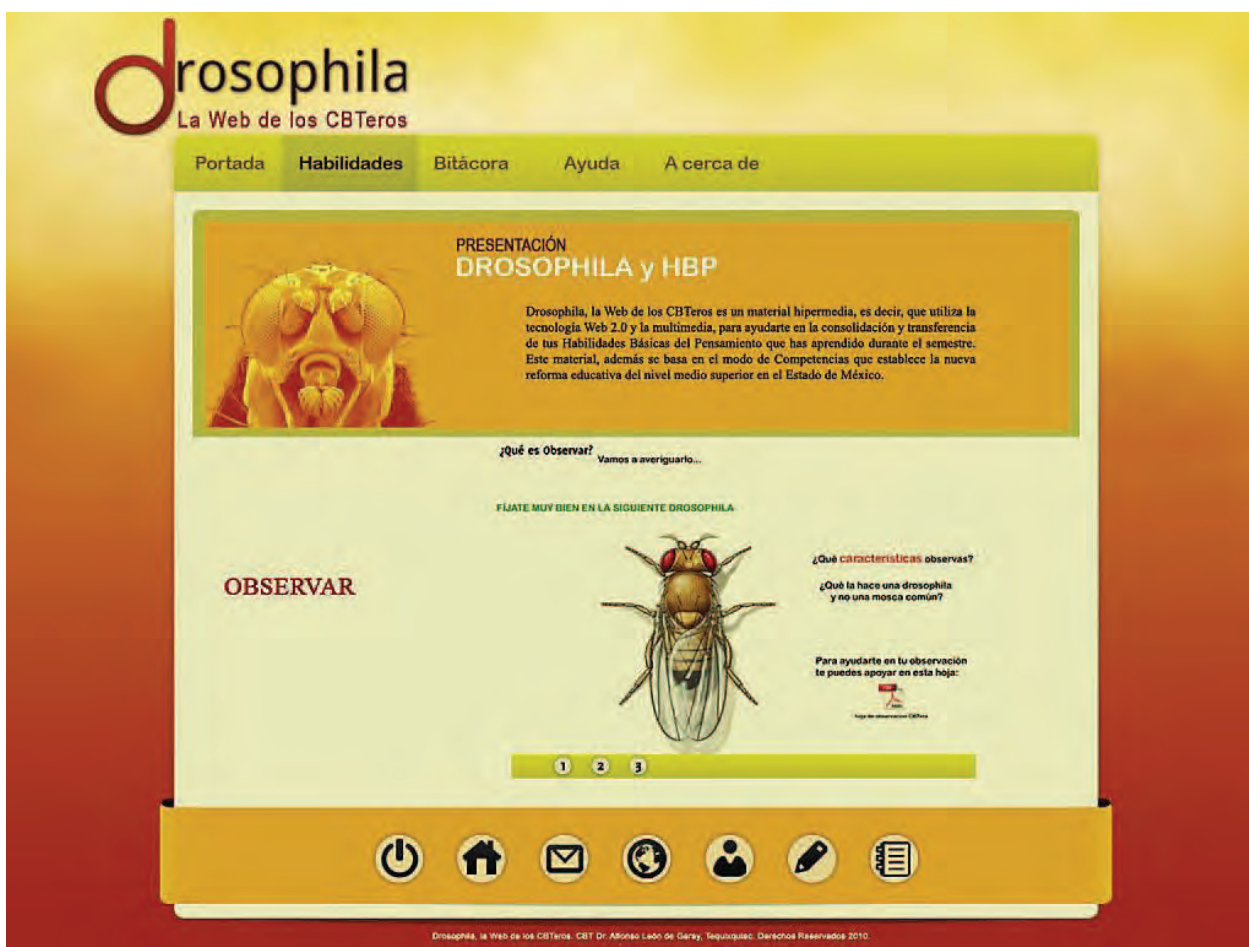 drosophila
La Web de los CBTeros
Portada Habilidades Bitácora Ayuda A cerca de
PRESENTACIÓN
DROSOPHILA y HBP
Drosophila, la Web de los CBTeros es un material hipermedia, es decir, que utiliza la
tecnología Web 2.0 y la multimedia, para ayudarte en la consolidación y transferencia
de tus Habilidades Básicas del Pensamiento que has aprendido durante el semestre.
Este material, además se basa en el modo de Competencias que establece la nueva
reforma educativa del nivel medio superior en el Estado de México.
¿Qué es Observar? Vamos a averiguarlo...
FÍJATE MUY BIEN EN LA SIGUIENTE DROSOPHILA
OBSERVAR
¿Qué características observas?
¿Qué la hace una drosophila
y no una mosca común?
Para ayudarte en tu observación
te puedes apoyar en esta hoja:
hoja de observacion CBTera
1 2 3
Drosophila, la Web de los CBTeros. CBT Dr. Alfonso León de Garay, Tequixquiac. Derechos Reservados 2010.